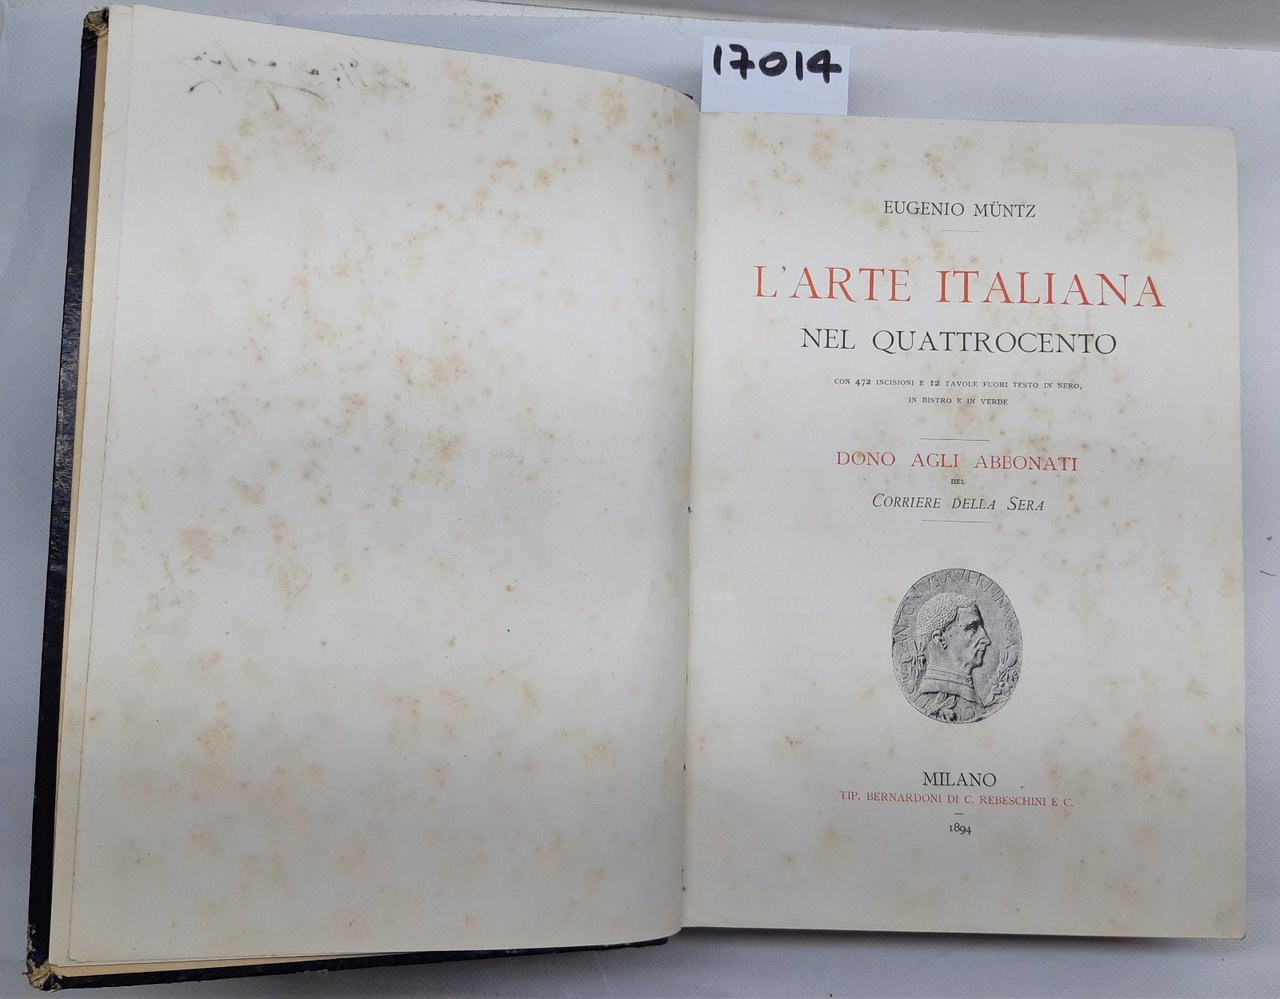 17014
EUGENIO MÜNTZ
L'ARTE ITALIANA
NEL QUATTROCENTO
CON 472 INCISIONI E 12 TAVOLE FUORI TESTO IN NERO,
IN BISTRO E IN VERDE
DONO AGLI ABBONATI
DEL
CORRIERE DELLA SERA
MILANO
TIP. BERNARDONI DI C. REBESCHINI E C.
1894